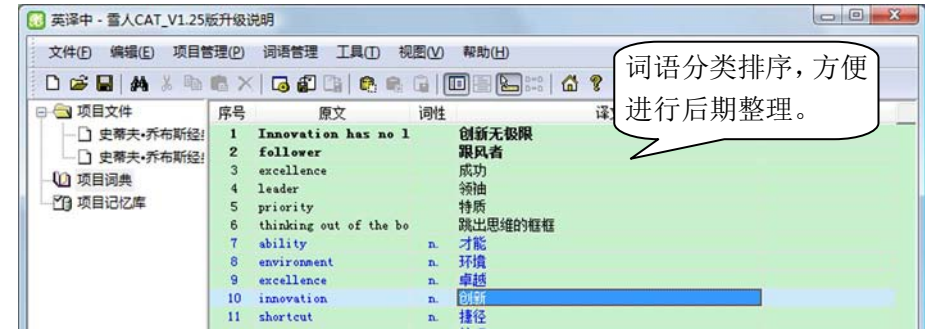 英译中 - 雪人CAT_V1.25版升级说明
文件(F) 编辑(E) 项目管理(P) 词语管理 工具(T) 视图(V) 帮助(H)
词语分类排序，方便
进行后期整理。
项目文件
史蒂夫•乔布斯经
史蒂夫•乔布斯经
项目词典
项目记忆库
序号 原文 词性
1 Innovation has no l 创新无极限
2 follower 跟风者
3 excellence 成功
4 leader 领袖
5 priority 特质
6 thinking out of the bo 跳出思维的框框
7 ability n. 才能
8 environment n. 环境
9 excellence n. 卓越
10 innovation n. 创新
11 shortcut n. 捷径